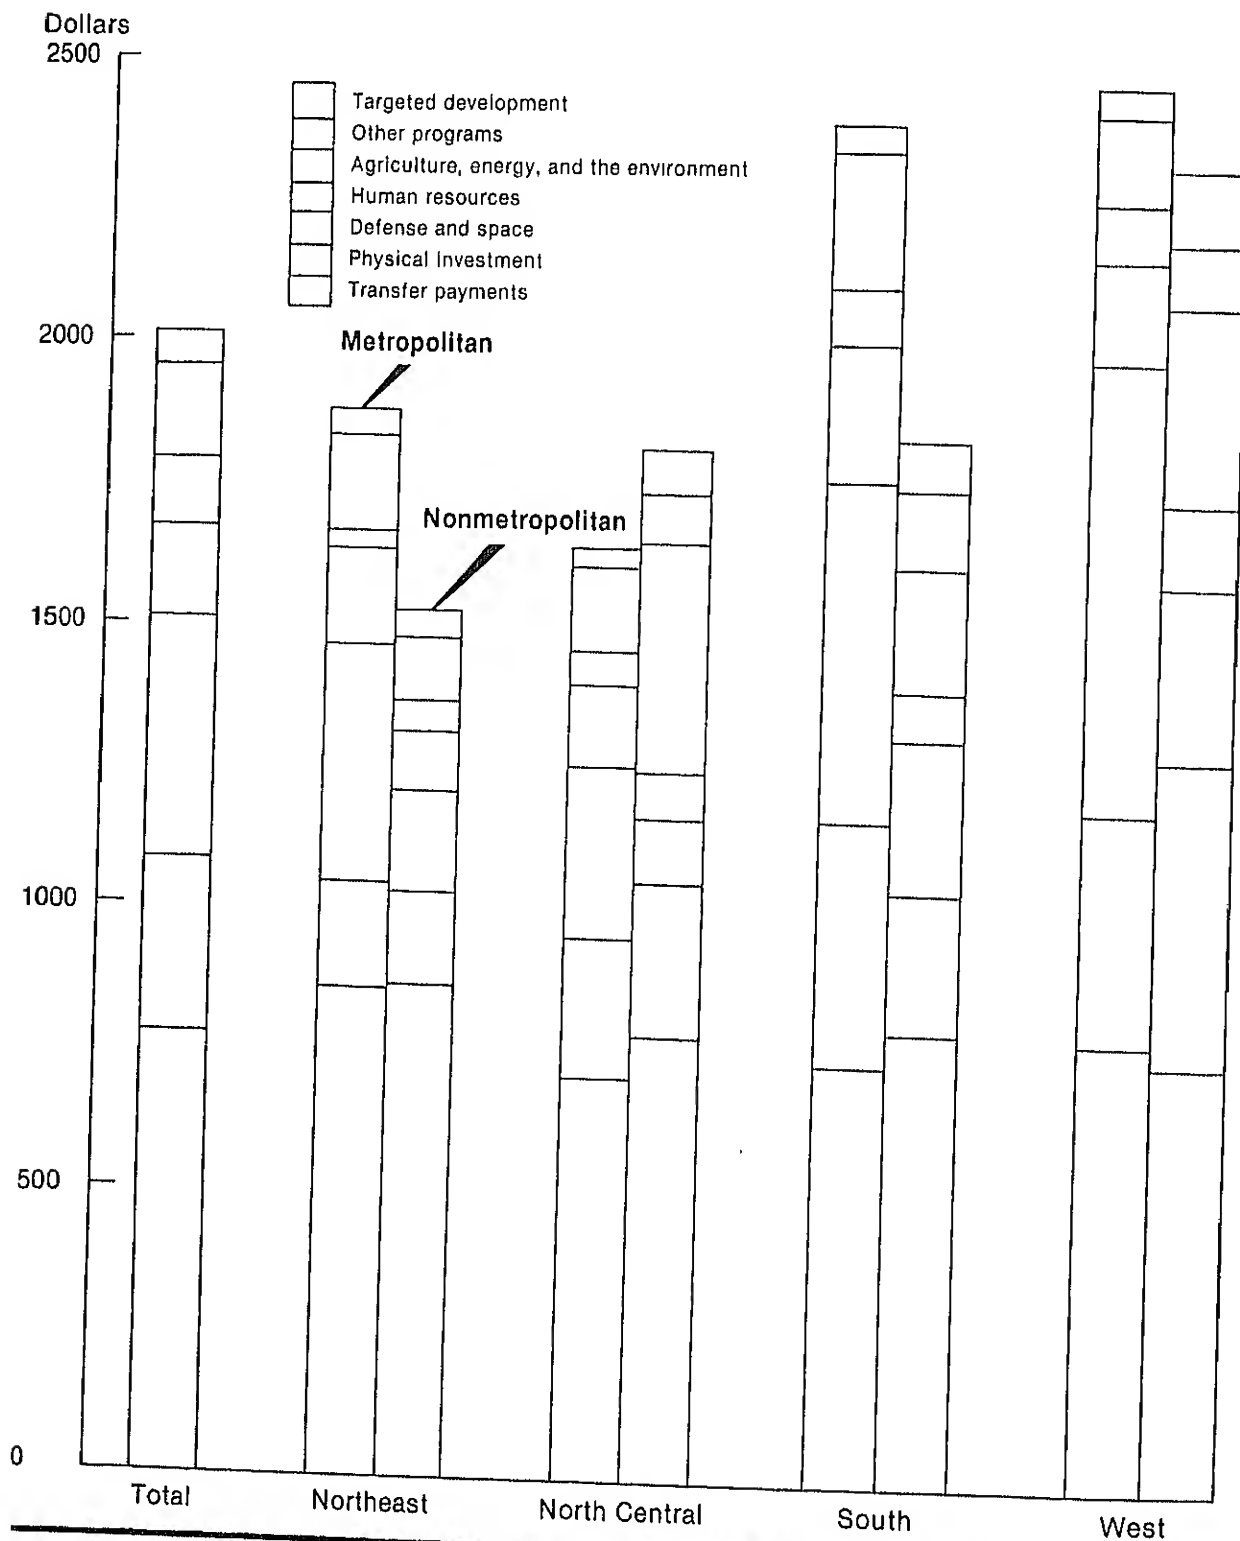 Dollars
2500
Targeted development
Other programs
Agriculture, energy, and the environment
Human resources
Defense and space
Physical investment
Transfer payments
2000
Metropolitan
Nonmetropolitan
1500
1000
500
0
Total
Northeast
North Central
South
West